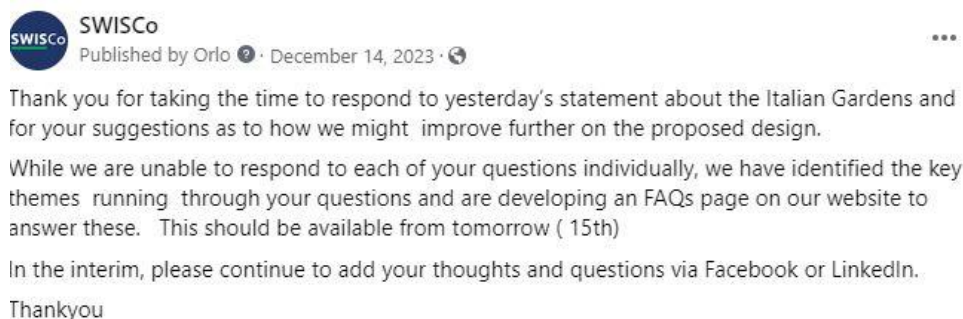 SWISCo
SWISCo
Published by Orlo ? · December 14, 2023 ·
Thank you for taking the time to respond to yesterday's statement about the Italian Gardens and
for your suggestions as to how we might  improve further on the proposed design.
While we are unable to respond to each of your questions individually, we have identified the key
themes  running  through your questions and are developing an FAQs page on our website to
answer these.   This should be available from tomorrow ( 15th)
In the interim, please continue to add your thoughts and questions via Facebook or LinkedIn.
Thankyou